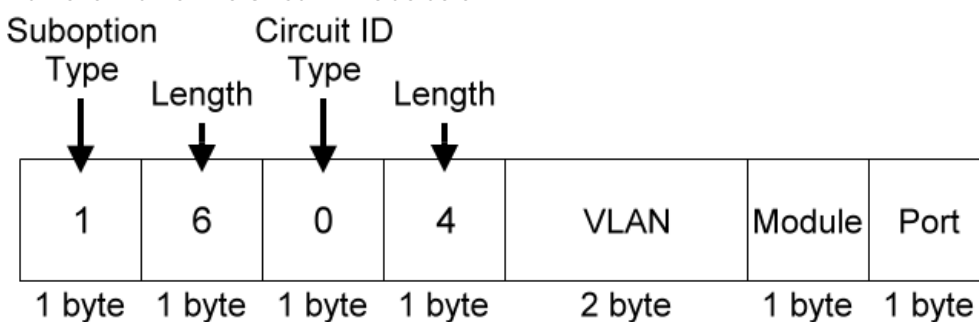 Suboption Circuit ID
Type Type
Length Length
1 6 0 4 VLAN Module Port
1 byte 1 byte 1 byte 1 byte 2 byte 1 byte 1 byte